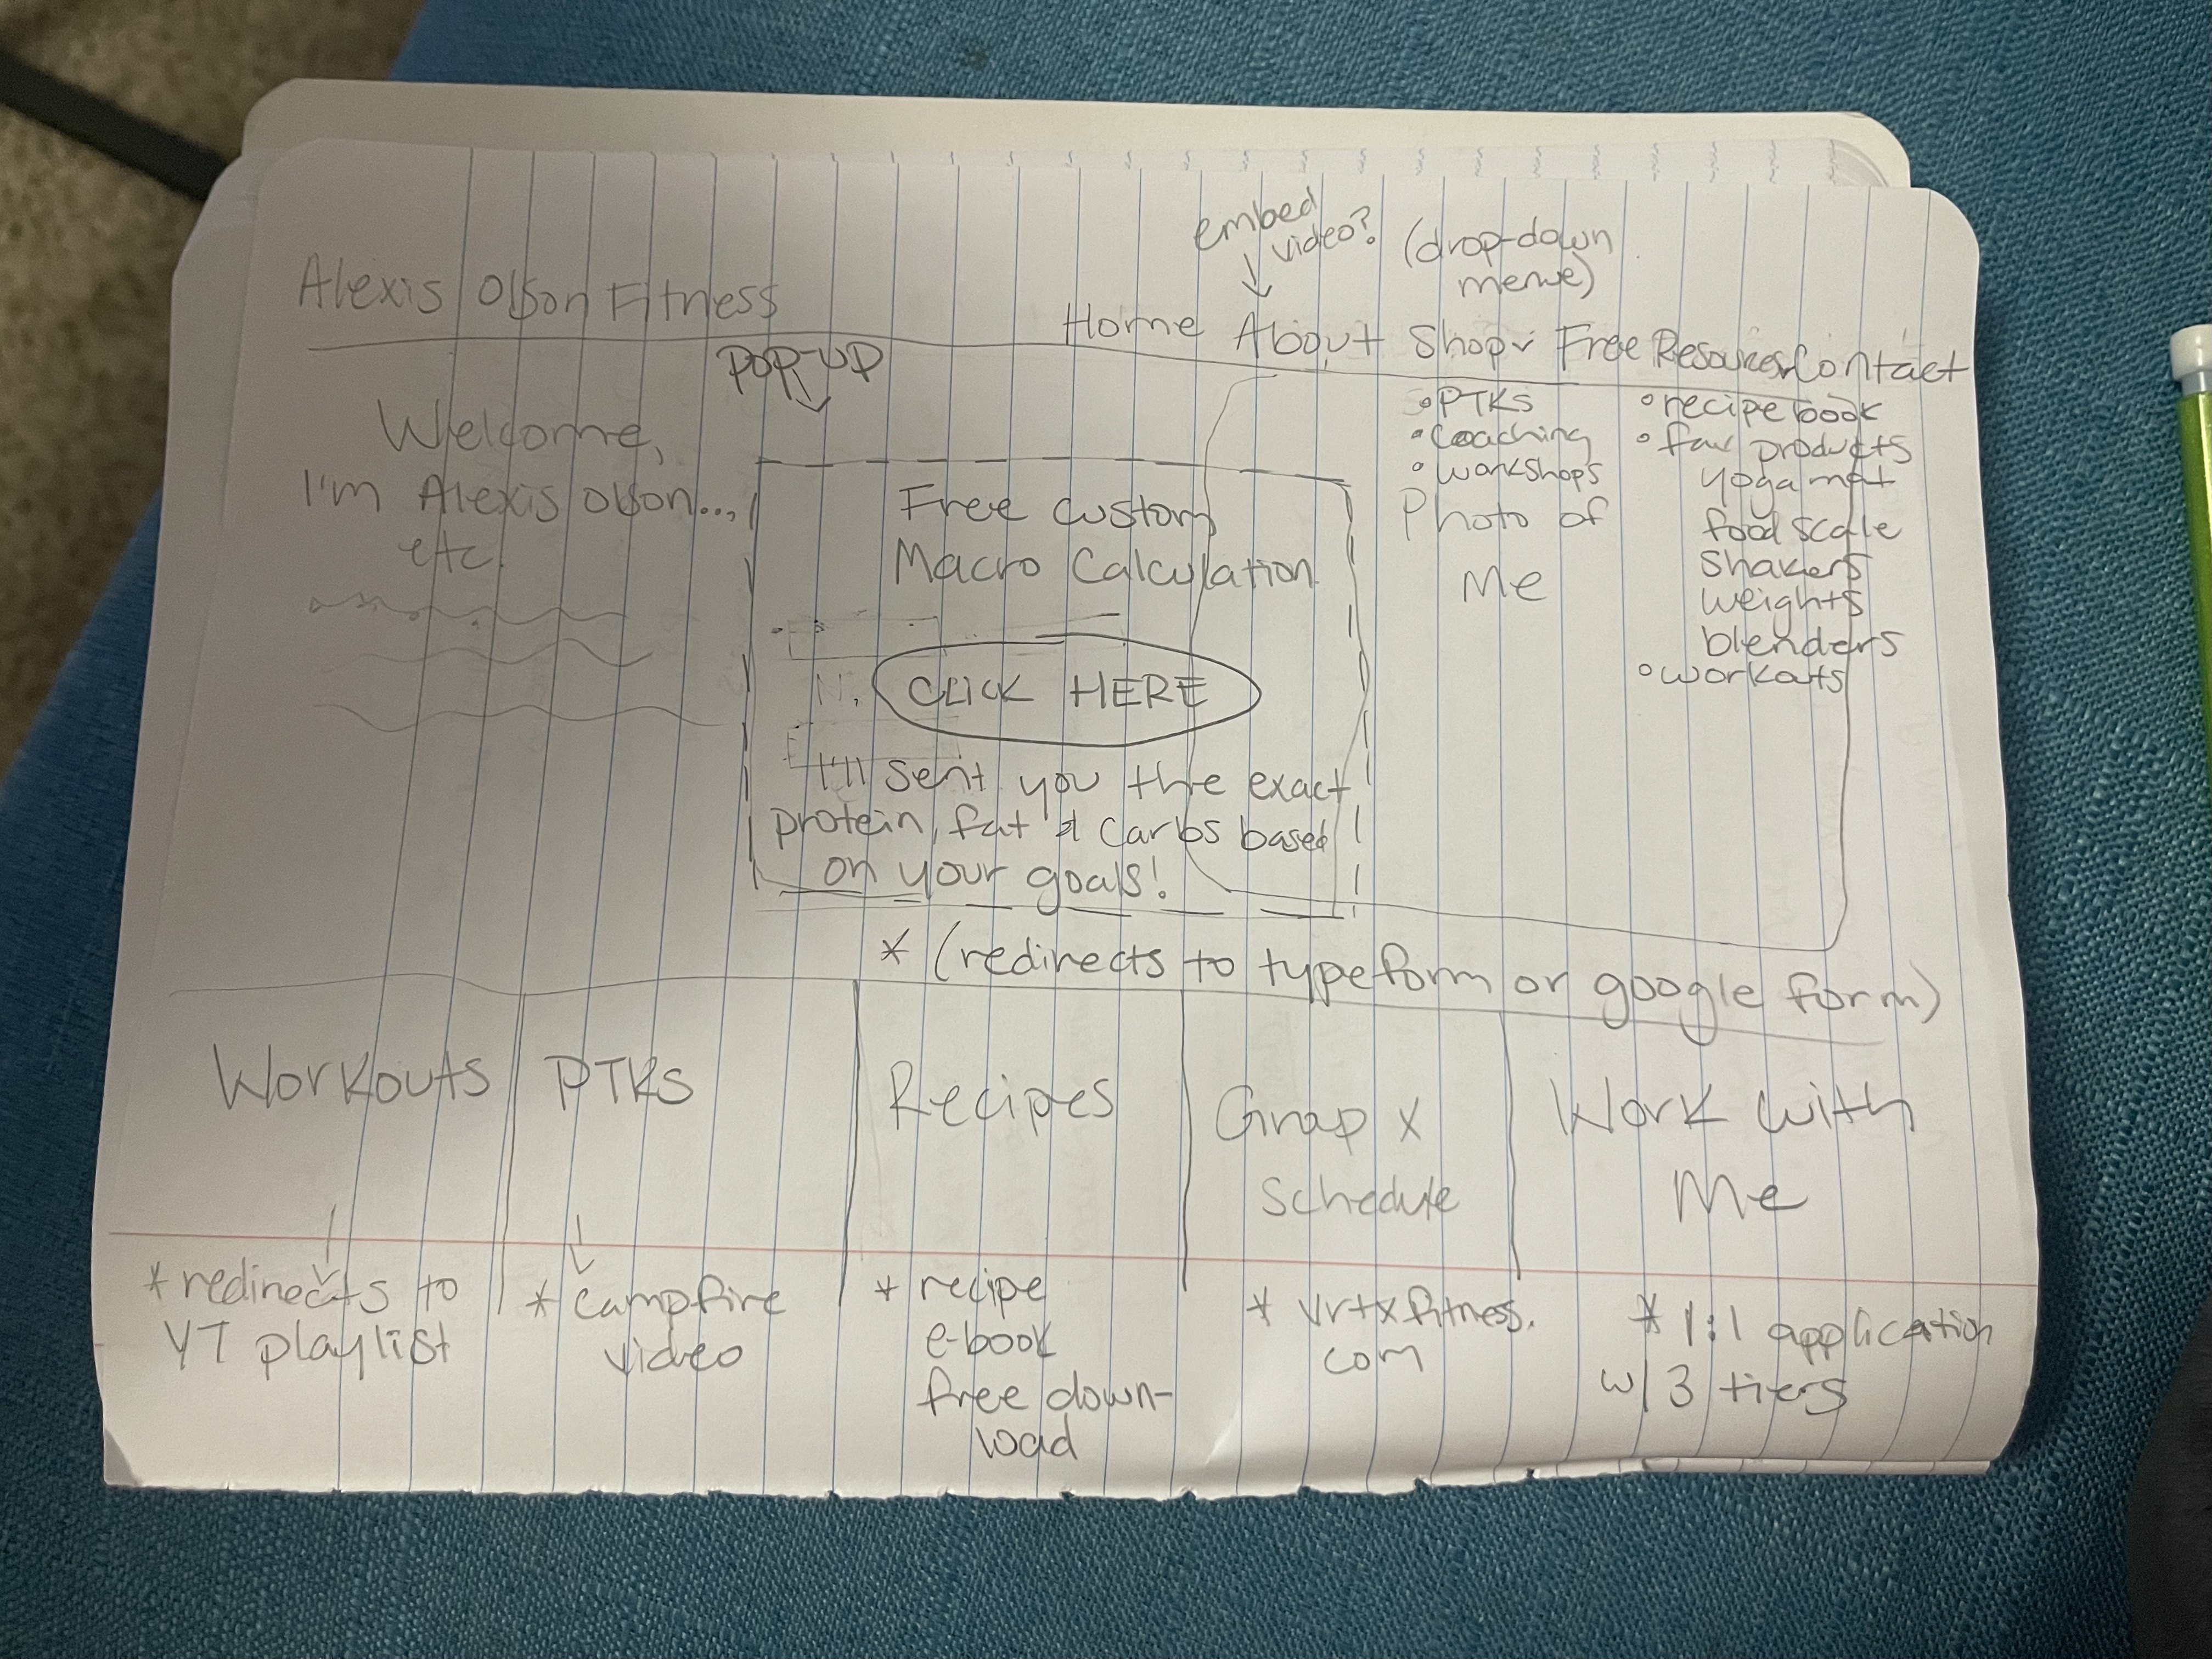 embed
video?
(drop-down
menue)
Alexis Olson Fitness
Home About Shop Free Resources Contact
POP-UP
Welcome,
I'm Alexis Olson...,
etc.
Free custom
Macro Calculation
CLICK HERE
I'll sent you the exact
protein, fat & carbs based
on your goals!
• PTKs
• Coaching
• workshops
Photo of
Me
• recipe book
• fav products
yoga mat
food scale
shakers
weights
blenders
• workouts
* (redirects to typeform or google form)
Workouts
PTKs
Recipes
Group x
Schedule
Work with
Me
* redirects to
YT playlist
* campfire
video
* recipe
e-book
free down-
load
* vrtxfitness.
com
* 1:1 application
w/ 3 tiers